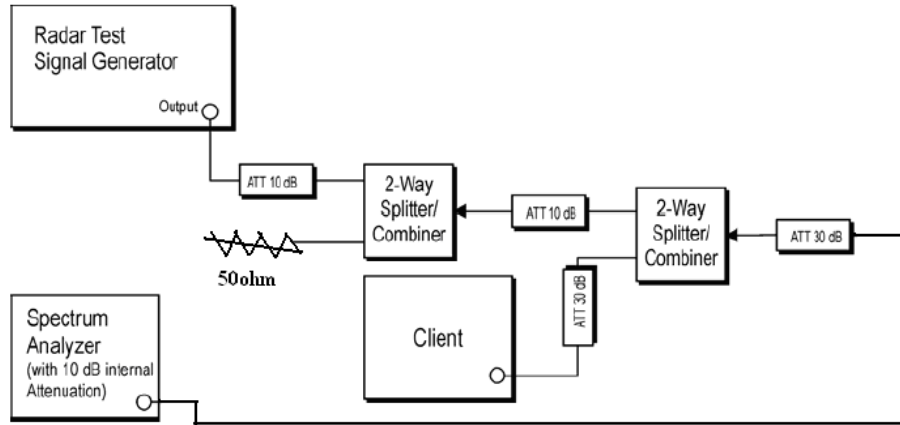 Radar Test
Signal Generator
Output
ATT 10 dB
2-Way
Splitter/
Combiner
ATT 10 dB
2-Way
Splitter/
Combiner
ATT 30 dB
50ohm
ATT 30 dB
Client
Spectrum
Analyzer
(with 10 dB internal
Attenuation)